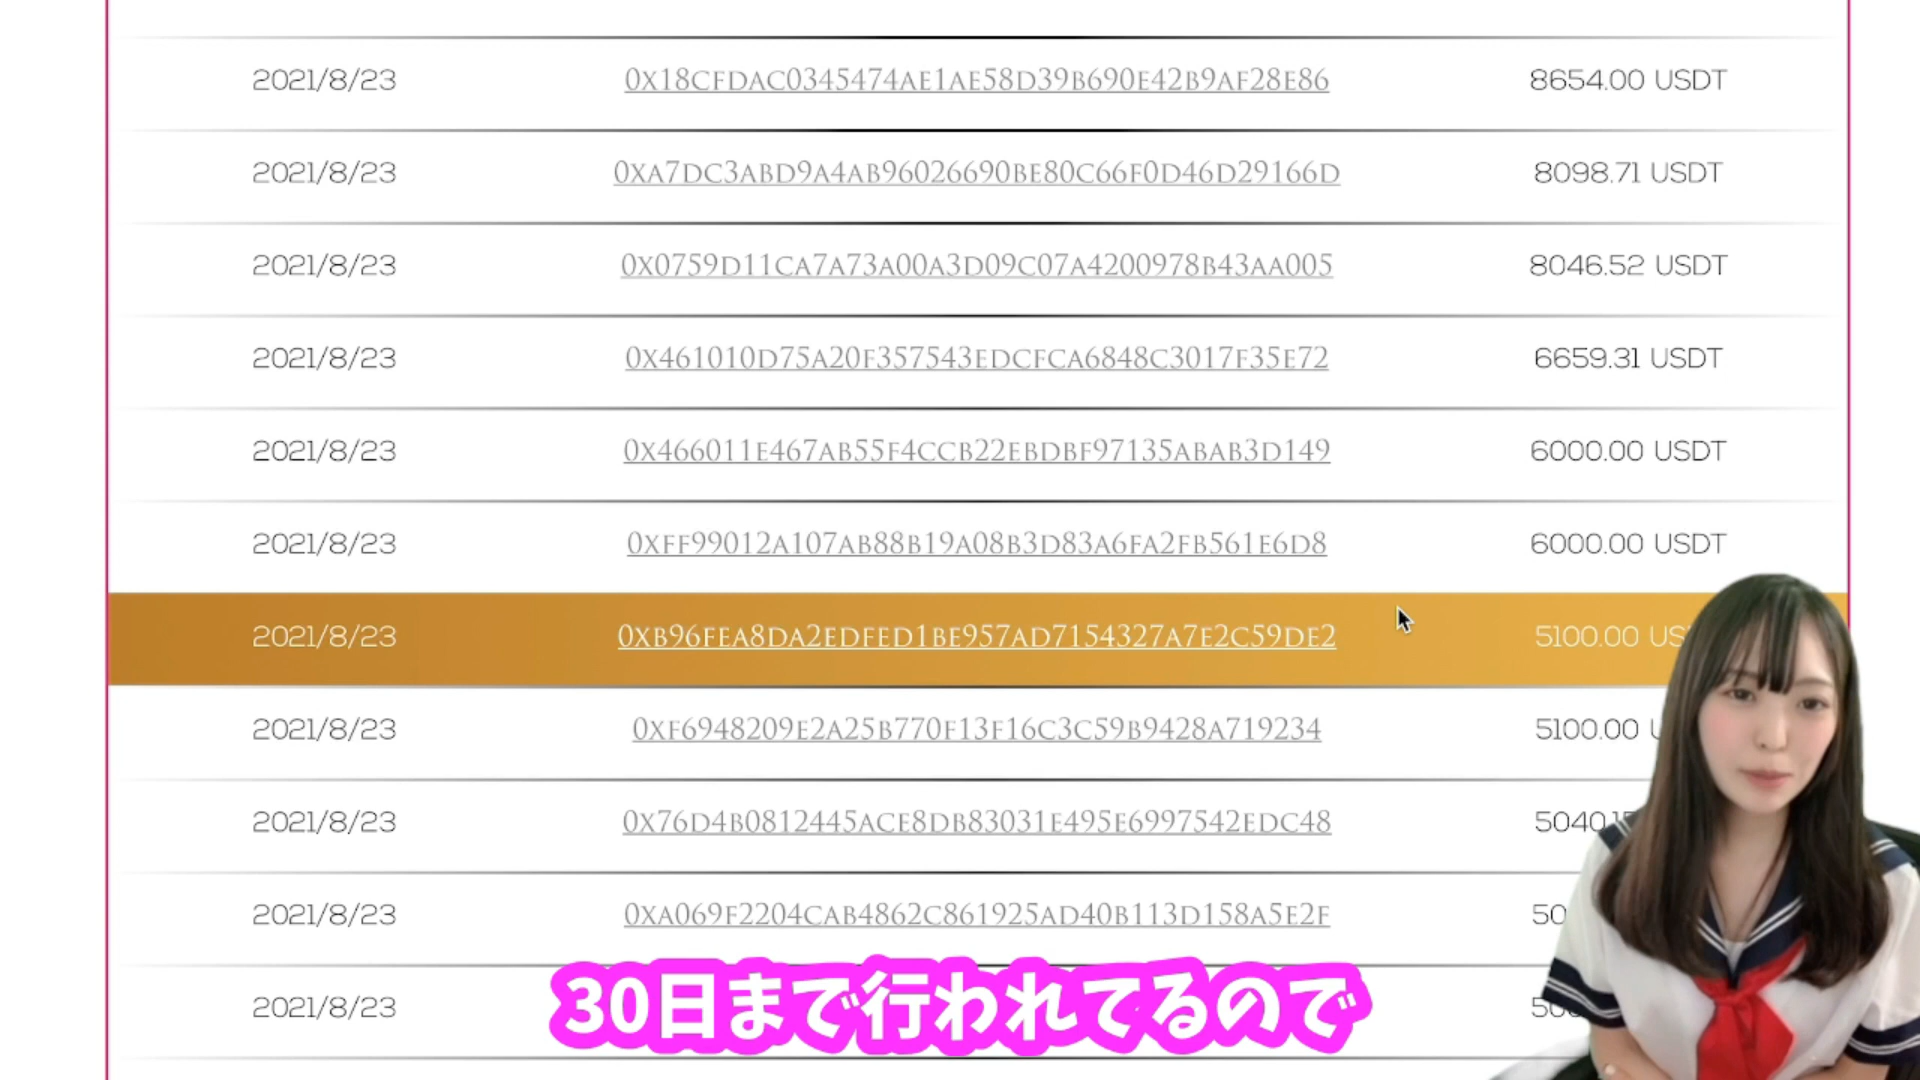 2021/8/23 0X18CFDAC0345474AE1AE58D39B690E42B9AF28E86 8654.00 USDT
2021/8/23 0XA7DC3ABD9A4AB96026690BE80C66F0D46D29166D 8098.71 USDT
2021/8/23 0X0759D11CA7A73A00A3D09C07A4200978B43AA005 8046.52 USDT
2021/8/23 0X461010D75A20F357543EDCFCA6848C3017F35E72 6659.31 USDT
2021/8/23 0X466011E467AB55F4CCB22EBDBF97135ABAB3D149 6000.00 USDT
2021/8/23 0XFF99012A107AB88B19A08B3D83A6FA2FB561E6D8 6000.00 USDT
2021/8/23 0XB96FEA8DA2EDFED1BE957AD7154327A7E2C59DE2 5100.00 US
2021/8/23 0XF6948209E2A25B770F13F16C3C59B9428A719234 5100.00
2021/8/23 0X76D4B0812445ACE8DB83031E495E6997542EDC48
2021/8/23 0XA069F2204CAB4862C861925AD40B113D158A5E2F
2021/8/23
30日まで行われてるので